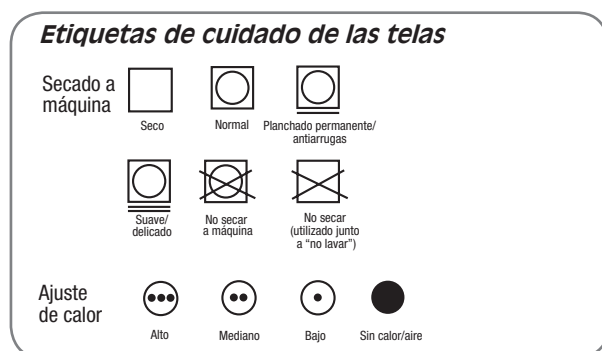 Etiquetas de cuidado de las telas
Secado a
máquina
Seco
Normal
Planchado permanente/
antiarrugas
Suave/
delicado
No secar
a máquina
No secar
(utilizado junto
a “no lavar”)
Ajuste
de calor
Alto
Mediano
Bajo
Sin calor/aire